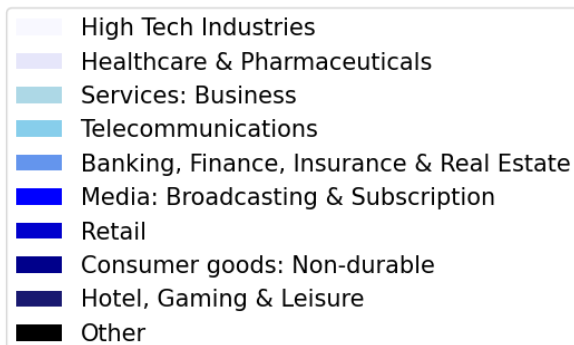 High Tech Industries
Healthcare & Pharmaceuticals
Services: Business
Telecommunications
Banking, Finance, Insurance & Real Estate
Media: Broadcasting & Subscription
Retail
Consumer goods: Non-durable
Hotel, Gaming & Leisure
Other